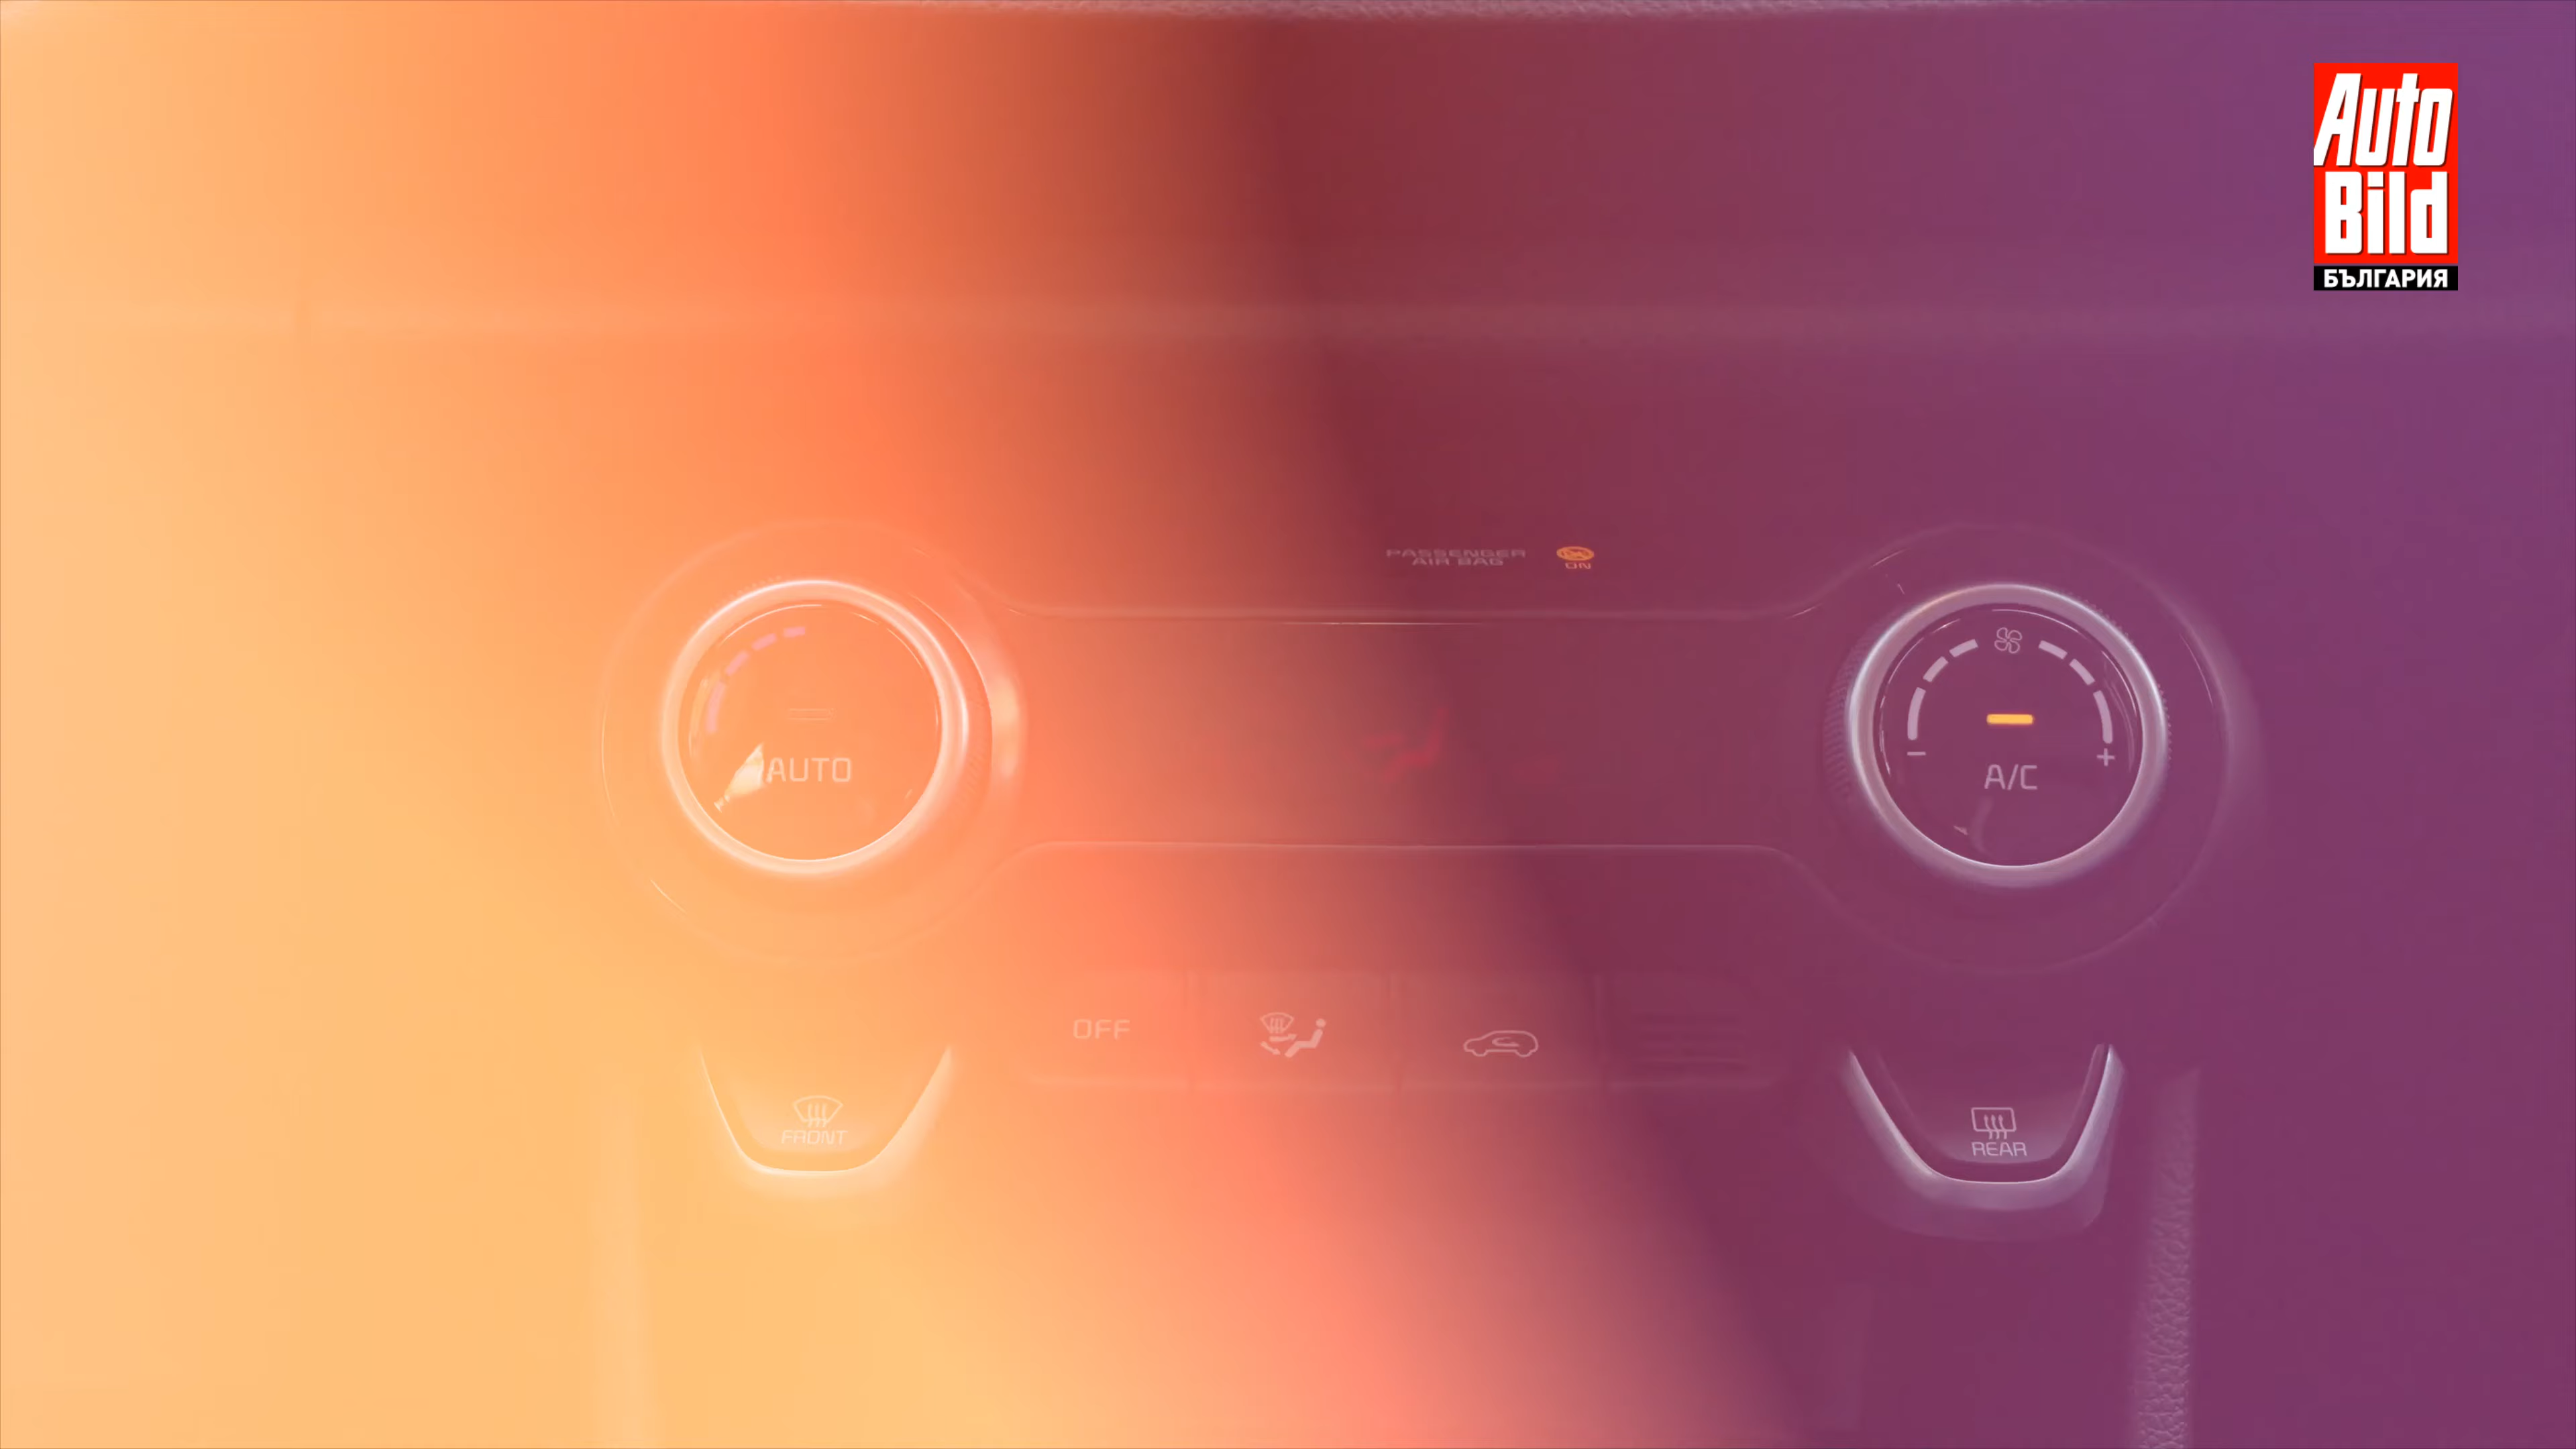 Auto
Bild
БЪЛГАРИЯ
PASSENGER
AIR BAG
ON
AUTO
A/C
OFF
FRONT
REAR